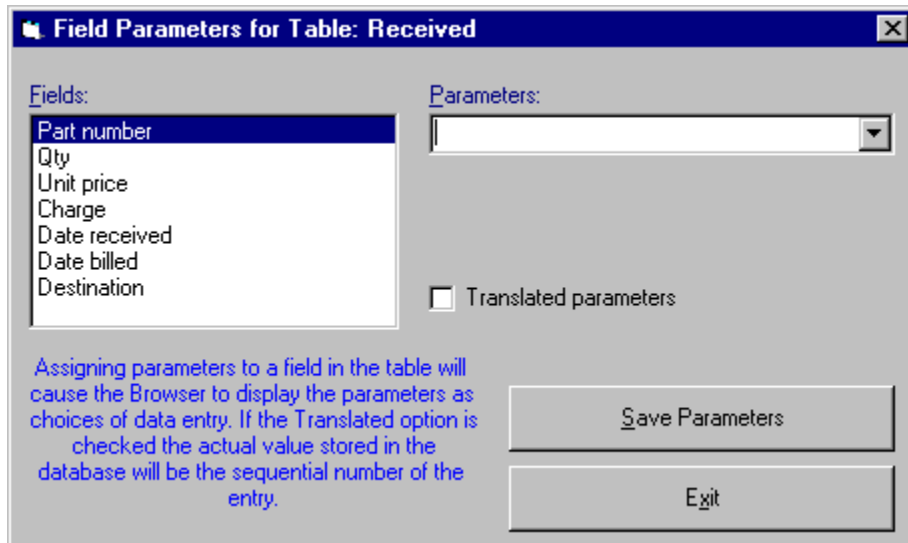 Field Parameters for Table: Received
Fields:
Part number
Qty
Unit price
Charge
Date received
Date billed
Destination
Parameters:
Translated parameters
Assigning parameters to a field in the table will
cause the Browser to display the parameters as
choices of data entry. If the Translated option is
checked the actual value stored in the
database will be the sequential number of the
entry.
Save Parameters
Exit